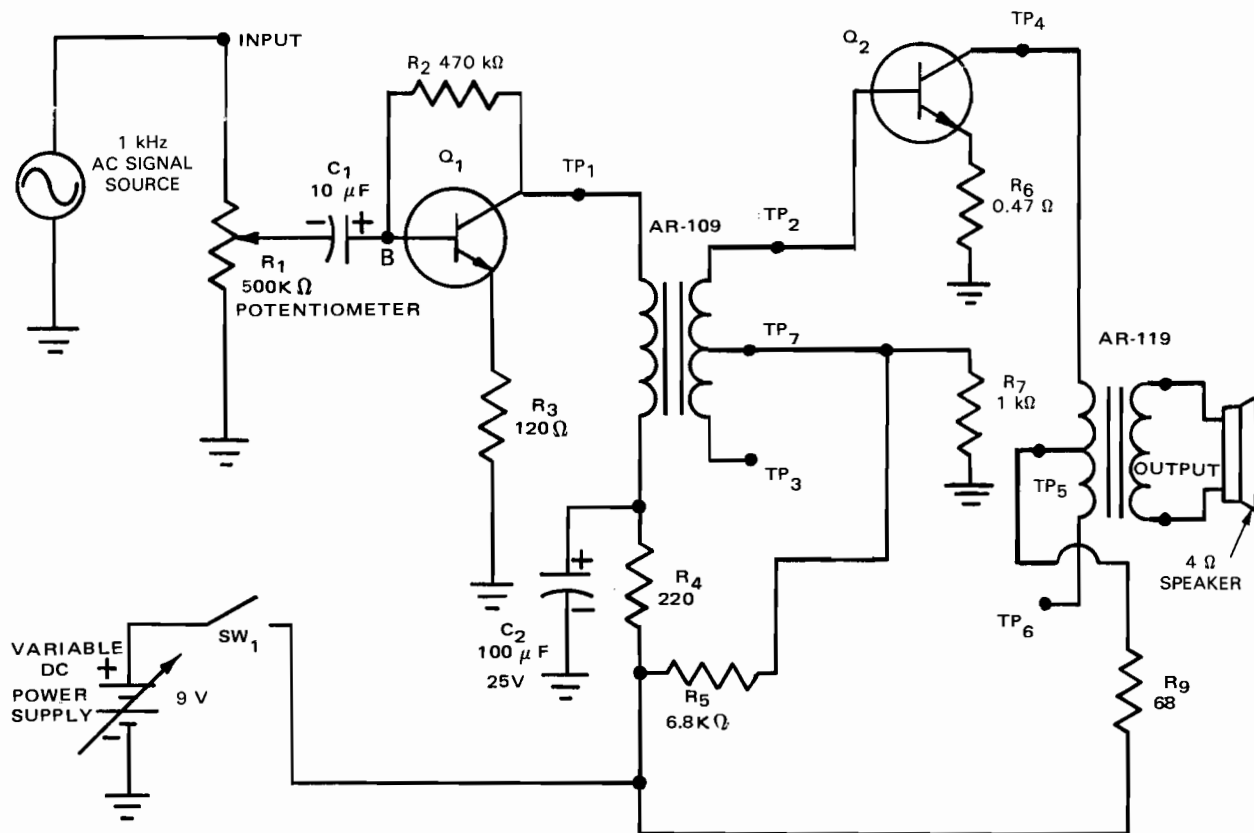 INPUT
1 kHz
AC SIGNAL
SOURCE
R1
500K Ω
POTENTIOMETER
C1
10 µF
−
+
B
R2 470 kΩ
Q1
TP1
R3
120Ω
AR-109
TP2
TP7
TP3
Q2
TP4
R6
0.47 Ω
R7
1 kΩ
AR-119
TP5
OUTPUT
4 Ω
SPEAKER
TP6
R9
68
+
−
C2
100 µF
25V
R4
220
R5
6.8K Ω
SW1
VARIABLE
DC
POWER
SUPPLY
+
−
9 V